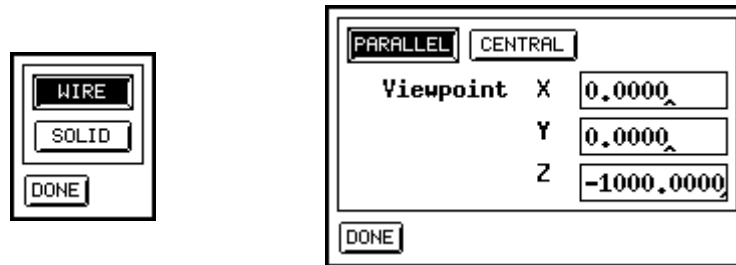 WIRE
SOLID
DONE
PARALLEL CENTRAL
Viewpoint X 0.0000
Y 0.0000
Z -1000.0000
DONE